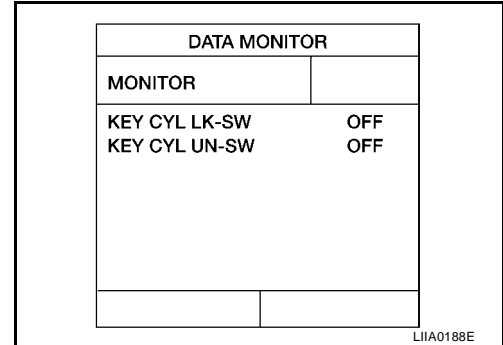 DATA MONITOR
MONITOR
KEY CYL LK-SW OFF
KEY CYL UN-SW OFF
LIIA0188E